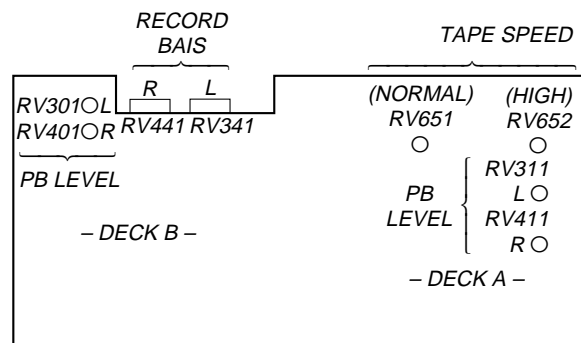 RECORD
BAIS
R L
RV441 RV341
RV301 L
RV401 R
PB LEVEL
– DECK B –
TAPE SPEED
(NORMAL) (HIGH)
RV651 RV652
RV311
L
RV411
R
PB
LEVEL
– DECK A –